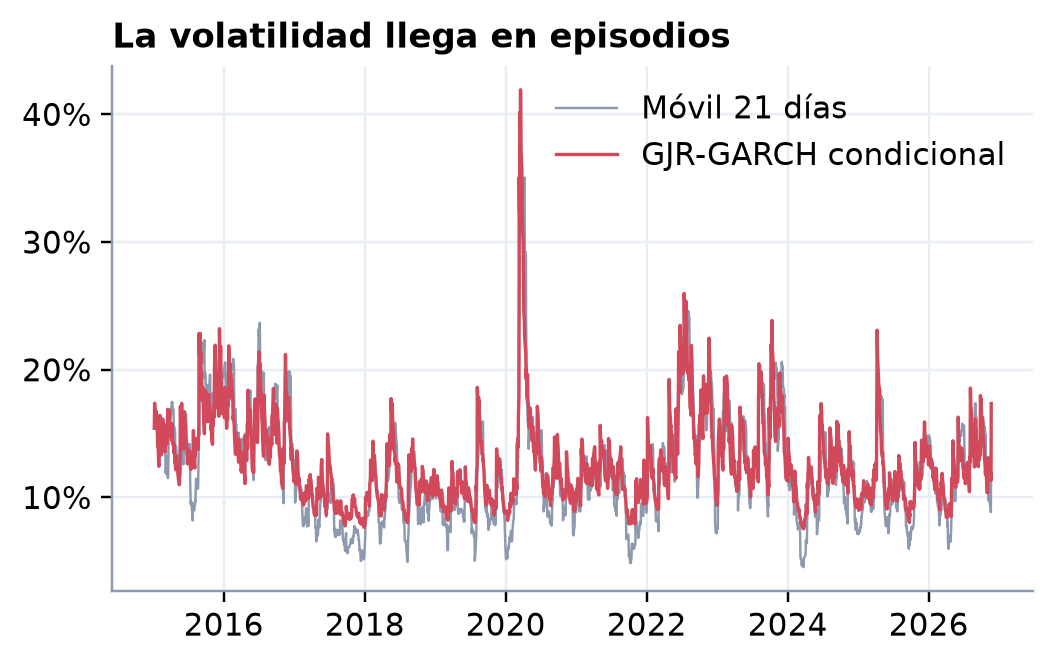 La volatilidad llega en episodios
Móvil 21 días
GJR-GARCH condicional
40%
30%
20%
10%
2016 2018 2020 2022 2024 2026